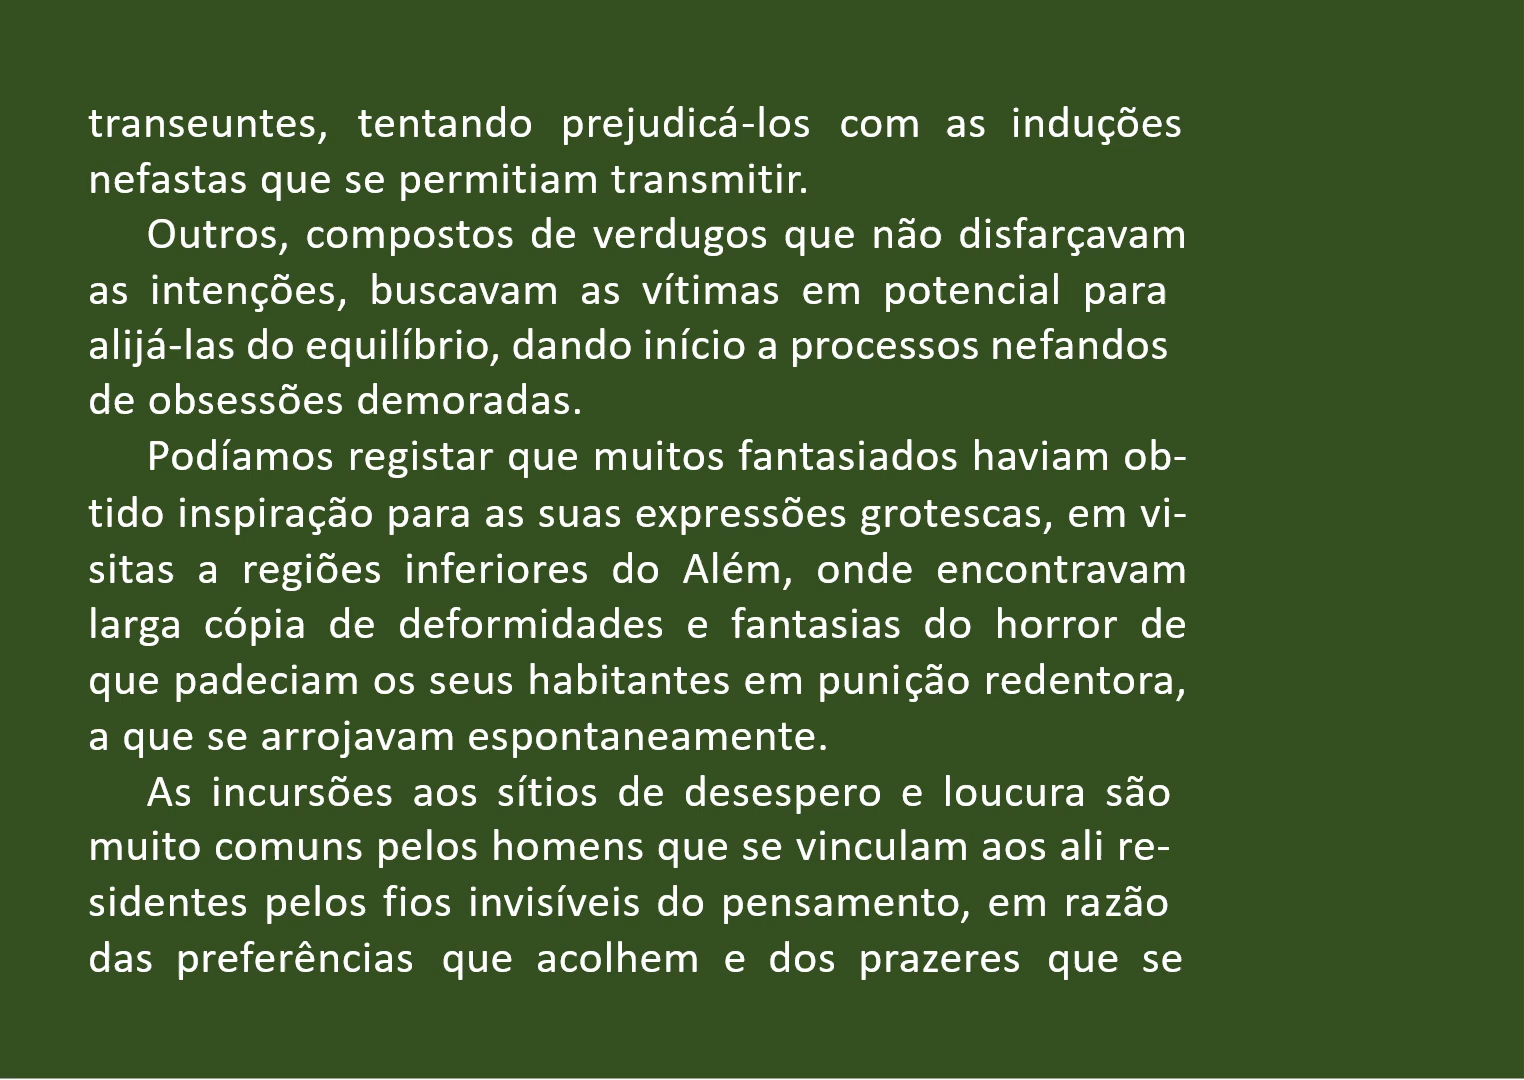 transeuntes, tentando prejudicá-los com as induções
nefastas que se permitiam transmitir.
Outros, compostos de verdugos que não disfarçavam
as intenções, buscavam as vítimas em potencial para
alijá-las do equilíbrio, dando início a processos nefandos
de obsessões demoradas.
Podíamos registar que muitos fantasiados haviam ob-
tido inspiração para as suas expressões grotescas, em vi-
sitas a regiões inferiores do Além, onde encontravam
larga cópia de deformidades e fantasias do horror de
que padeciam os seus habitantes em punição redentora,
a que se arrojavam espontaneamente.
As incursões aos sítios de desespero e loucura são
muito comuns pelos homens que se vinculam aos ali re-
sidentes pelos fios invisíveis do pensamento, em razão
das preferências que acolhem e dos prazeres que se